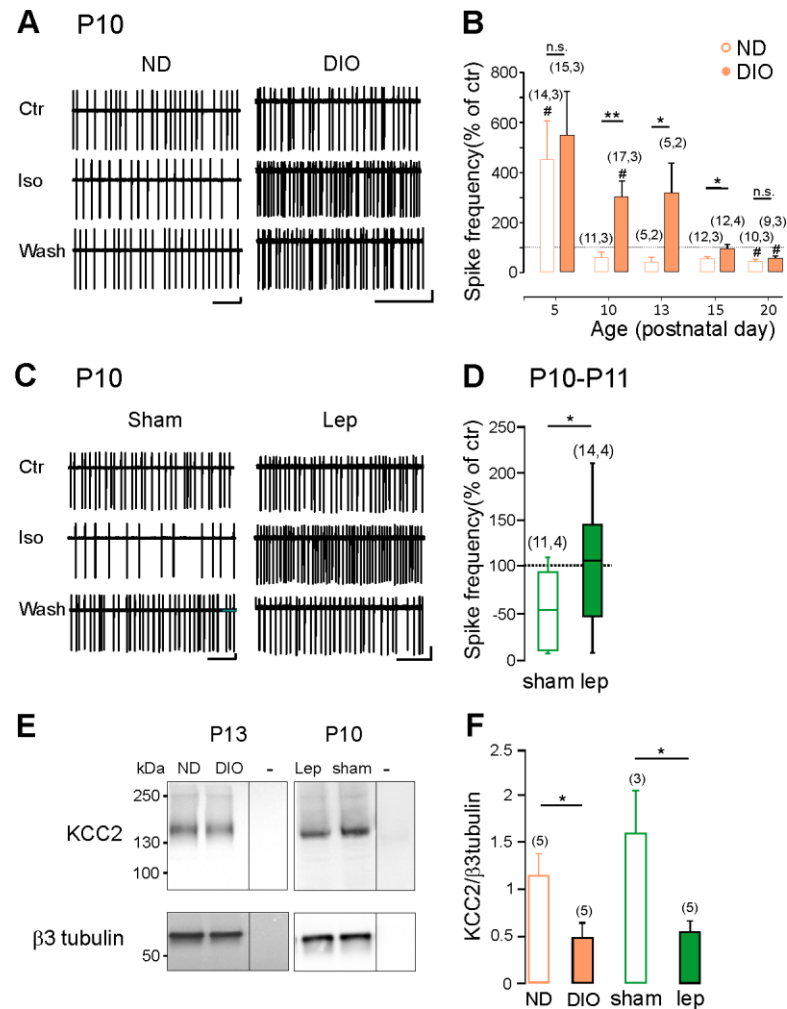 A P10
ND DIO
Ctr
Iso
Wash
B
ND
DIO
Spike frequency(% of ctr)
800
600
400
200
100
0
n.s.
(15,3)
(14,3)
#
**
(17,3)
#
(11,3)
*
(5,2)
(5,2)
*
(12,4)
(12,3)
n.s.
(9,3)
(10,3)
# #
5 10 13 15 20
Age (postnatal day)
C P10
Sham Lep
Ctr
Iso
Wash
D P10-P11
Spike frequency(% of ctr)
250
200
150
100
-50
0
*
(14,4)
(11,4)
sham lep
E
P13 P10
kDa ND DIO - Lep sham -
250
KCC2
130
100
β3 tubulin
50
F
KCC2/β3tubulin
2.5
2
1.5
1
0.5
0
*
(3)
*
(5)
(5)
(5)
ND DIO sham lep